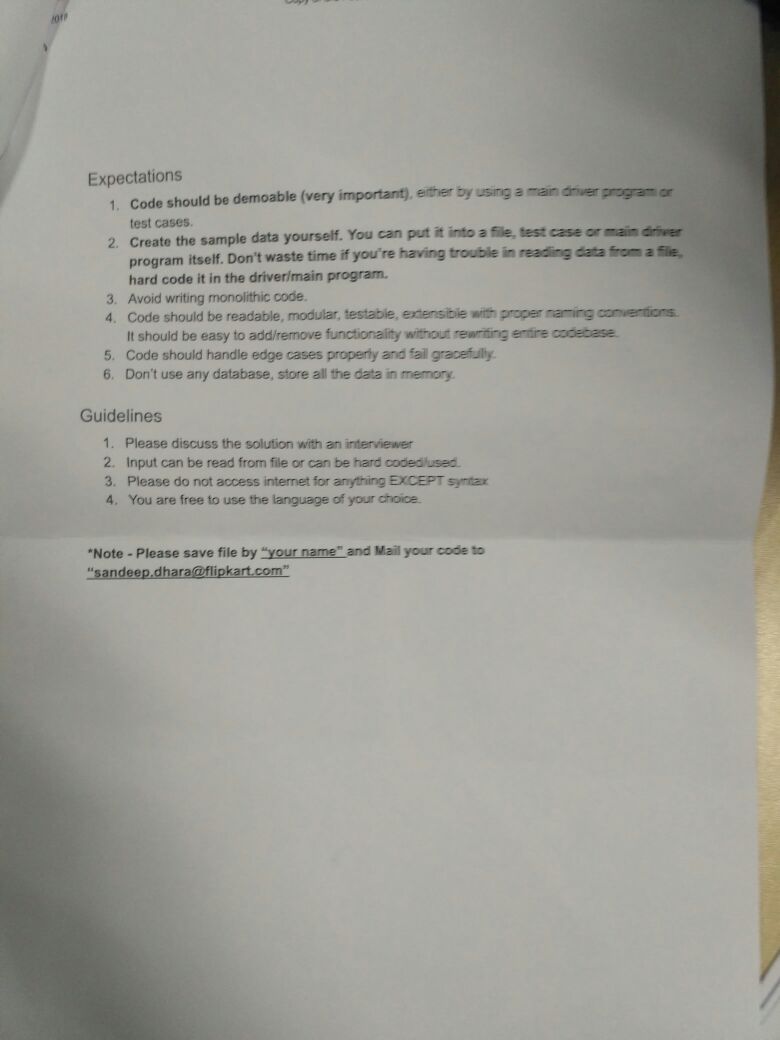 2018
Copy of
Expectations
1. Code should be demoable (very important), either by using a main driver program or
test cases.
2. Create the sample data yourself. You can put it into a file, test case or main driver
program itself. Don't waste time if you're having trouble in reading data from a file,
hard code it in the driver/main program.
3. Avoid writing monolithic code.
4. Code should be readable, modular, testable, extensible with proper naming conventions.
It should be easy to add/remove functionality without rewriting entire codebase.
5. Code should handle edge cases properly and fail gracefully.
6. Don't use any database, store all the data in memory.
Guidelines
1. Please discuss the solution with an interviewer
2. Input can be read from file or can be hard coded/used.
3. Please do not access internet for anything EXCEPT syntax
4. You are free to use the language of your choice.
*Note - Please save file by "your name" and Mail your code to
"sandeep.dhara@flipkart.com"